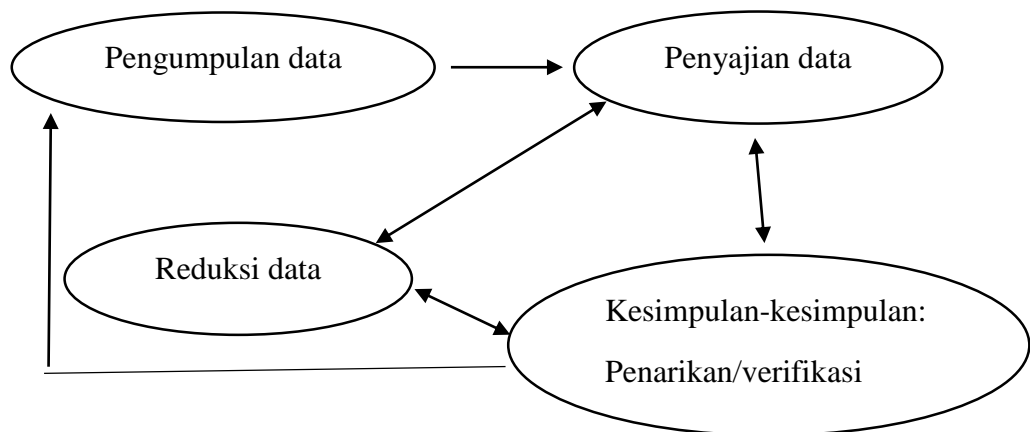 Pengumpulan data
Penyajian data
Reduksi data
Kesimpulan-kesimpulan:
Penarikan/verifikasi